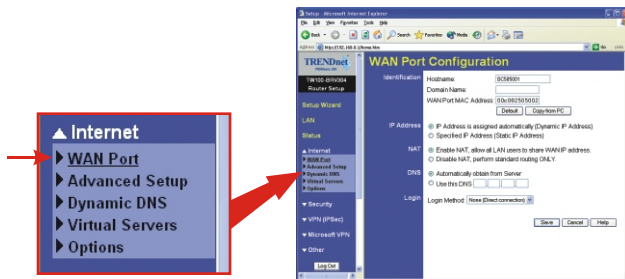 Internet
WAN Port
Advanced Setup
Dynamic DNS
Virtual Servers
Options
Setup - Microsoft Internet Explorer
File Edit View Favorites Tools Help
Back Search Favorites Media
Address
Go
TRENDnet
TW100-BRV304
Router Setup
Setup Wizard
LAN
Status
Internet
WAN Port
Advanced Setup
Dynamic DNS
Virtual Servers
Options
Security
VPN (IPSec)
Microsoft VPN
Other
Log Out
WAN Port Configuration
Identification
Hostname:
Domain Name:
WAN Port MAC Address:
Default Copy from PC
IP Address
IP Address is assigned automatically (Dynamic IP Address)
Specified IP Address (Static IP Address)
NAT
Enable NAT, allow all LAN users to share WAN IP address.
Disable NAT, perform standard routing ONLY.
DNS
Automatically obtain from Server
Use this DNS
Login
Login Method: None (Direct connection)
Save Cancel Help